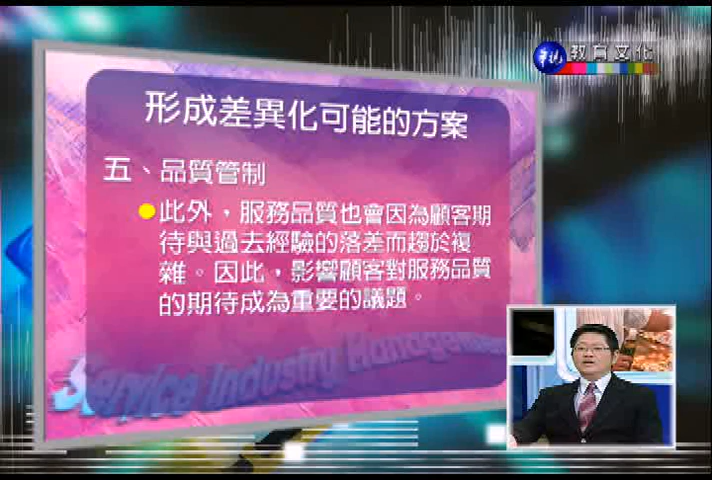 華視 教育文化
形成差異化可能的方案
五、品質管制
此外，服務品質也會因為顧客期
待與過去經驗的落差而趨於複
雜。因此，影響顧客對服務品質
的期待成為重要的議題。
Service Industry Management